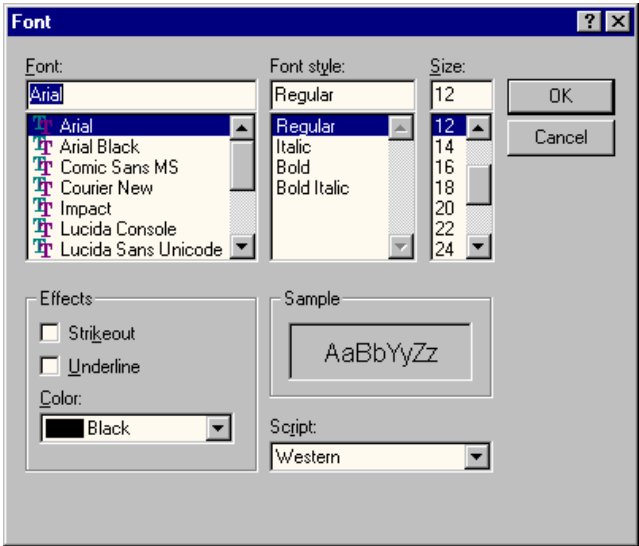 Font
Font: Font style: Size:
Arial Regular 12 OK
Arial Regular 12 Cancel
Arial Black Italic 14
Comic Sans MS Bold 16
Courier New Bold Italic 18
Impact 20
Lucida Console 22
Lucida Sans Unicode 24
Effects
Strikeout
Underline
Color:
Black
Sample
AaBbYyZz
Script:
Western